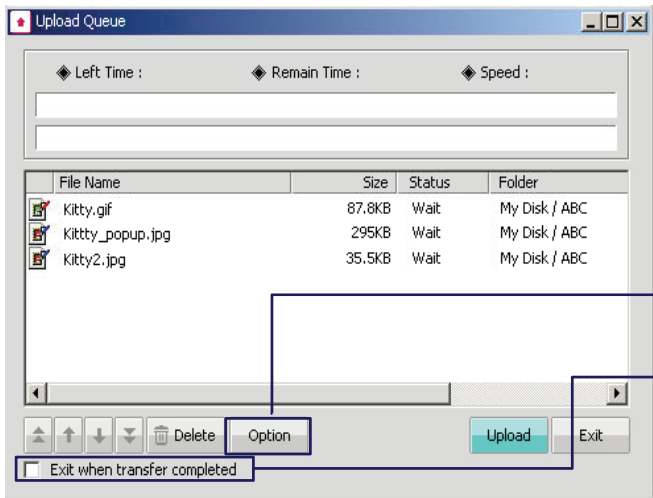 Upload Queue
Left Time : Remain Time : Speed :
File Name Size Status Folder
Kitty.gif 87.8KB Wait My Disk / ABC
Kittty_popup.jpg 295KB Wait My Disk / ABC
Kitty2.jpg 35.5KB Wait My Disk / ABC
Delete Option Upload Exit
Exit when transfer completed